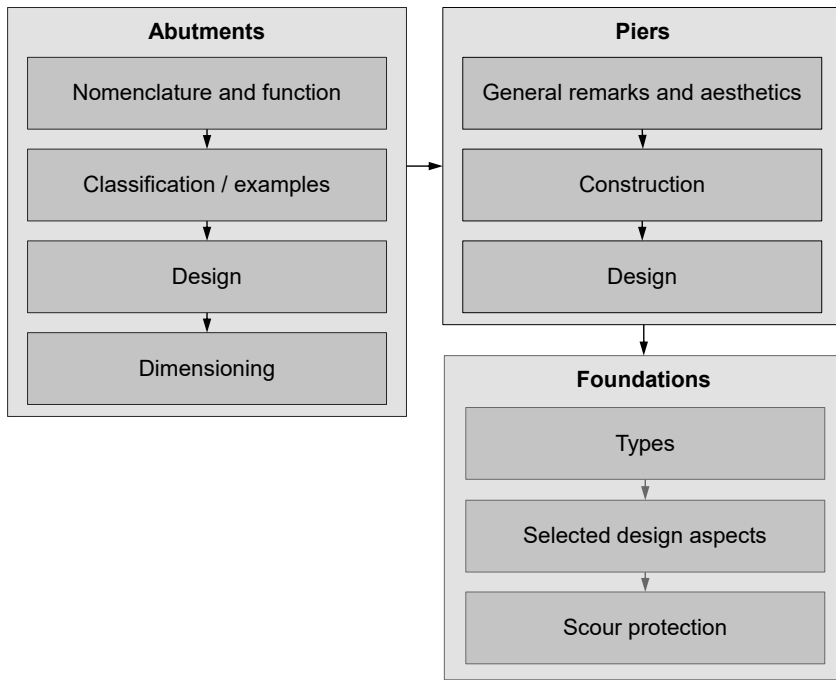 Abutments
Nomenclature and function
Classification / examples
Design
Dimensioning
Piers
General remarks and aesthetics
Construction
Design
Foundations
Types
Selected design aspects
Scour protection